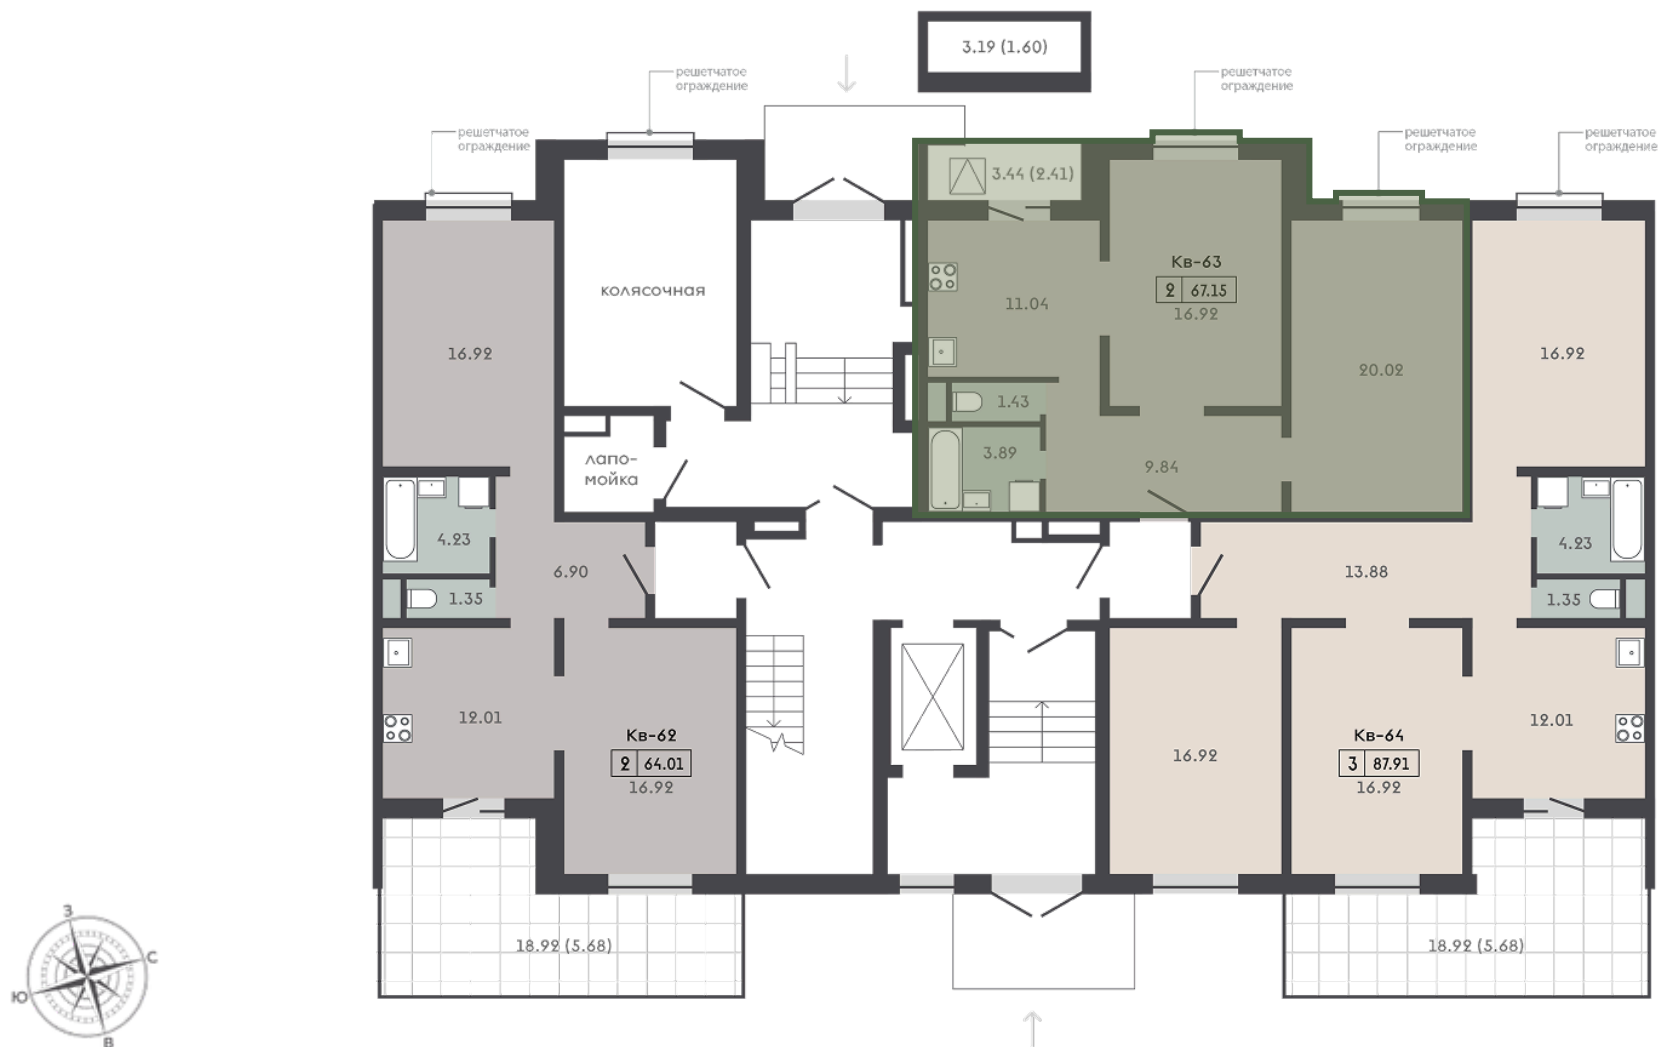 3.19 (1.60)
решетчатое
ограждение
решетчатое
ограждение
решетчатое
ограждение
решетчатое
ограждение
решетчатое
ограждение
3.44 (2.41)
Кв-63
2 67.15
16.92
11.04
колясочная
16.92
16.92
20.02
1.43
3.89
9.84
лапо-
мойка
4.23
6.90
1.35
13.88
4.23
1.35
12.01
Кв-62
2 64.01
16.92
16.92
Кв-64
3 87.91
16.92
12.01
18.92 (5.68)
18.92 (5.68)
З
С
Ю
В